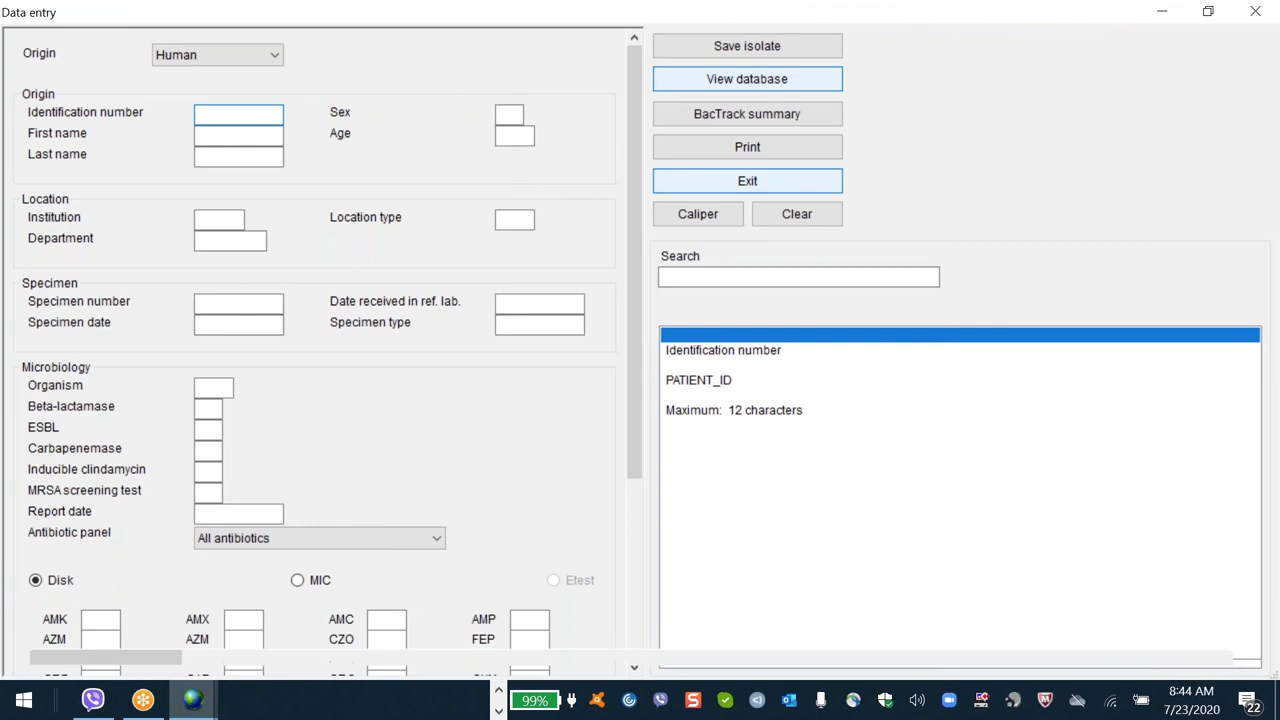 Data entry
Origin
Human
Origin
Identification number
Sex
First name
Age
Last name
Location
Institution
Location type
Department
Specimen
Specimen number
Date received in ref. lab.
Specimen date
Specimen type
Microbiology
Organism
Beta-lactamase
ESBL
Carbapenemase
Inducible clindamycin
MRSA screening test
Report date
Antibiotic panel
All antibiotics
Disk
MIC
Etest
AMK
AMX
AMC
AMP
AZM
AZM
CZO
FEP
Save isolate
View database
BacTrack summary
Print
Exit
Caliper
Clear
Search
Identification number
PATIENT_ID
Maximum: 12 characters
99%
8:44 AM
7/23/2020
22